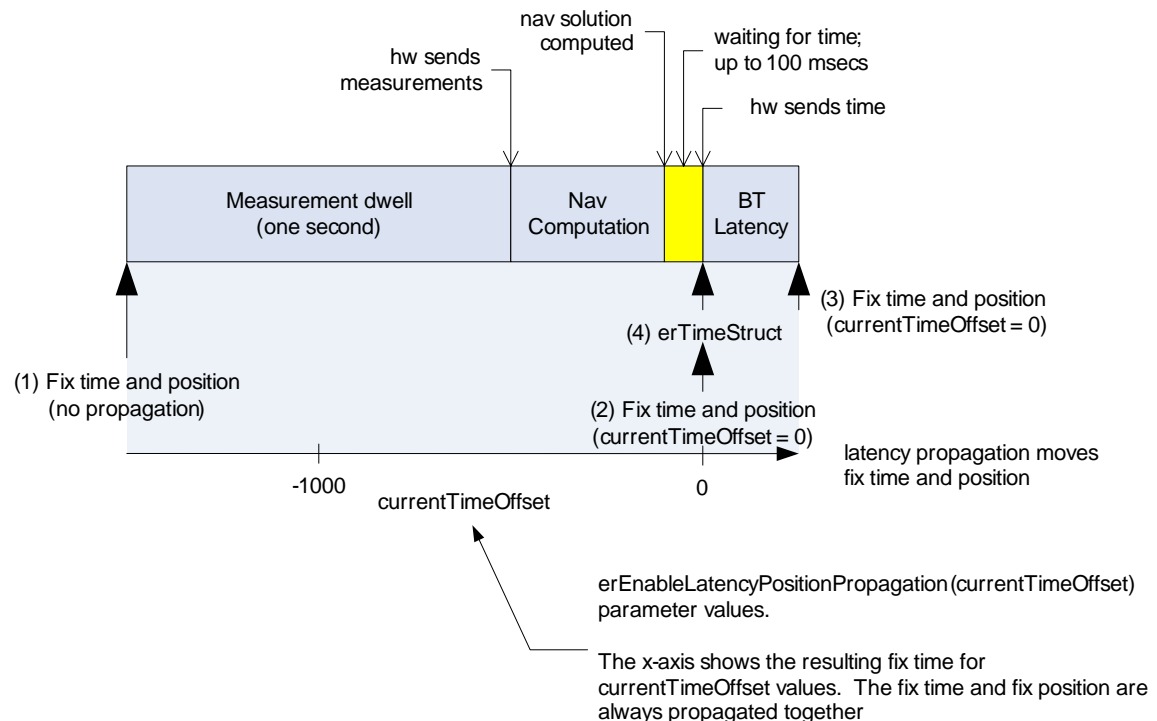 nav solution
computed
waiting for time;
up to 100 msecs
hw sends
measurements
hw sends time
Measurement dwell
(one second)
Nav
Computation
BT
Latency
(3) Fix time and position
(currentTimeOffset = 0)
(4) erTimeStruct
(1) Fix time and position
(no propagation)
(2) Fix time and position
(currentTimeOffset = 0)
latency propagation moves
fix time and position
-1000
0
currentTimeOffset
erEnableLatencyPositionPropagation(currentTimeOffset)
parameter values.
The x-axis shows the resulting fix time for
currentTimeOffset values. The fix time and fix position are
always propagated together